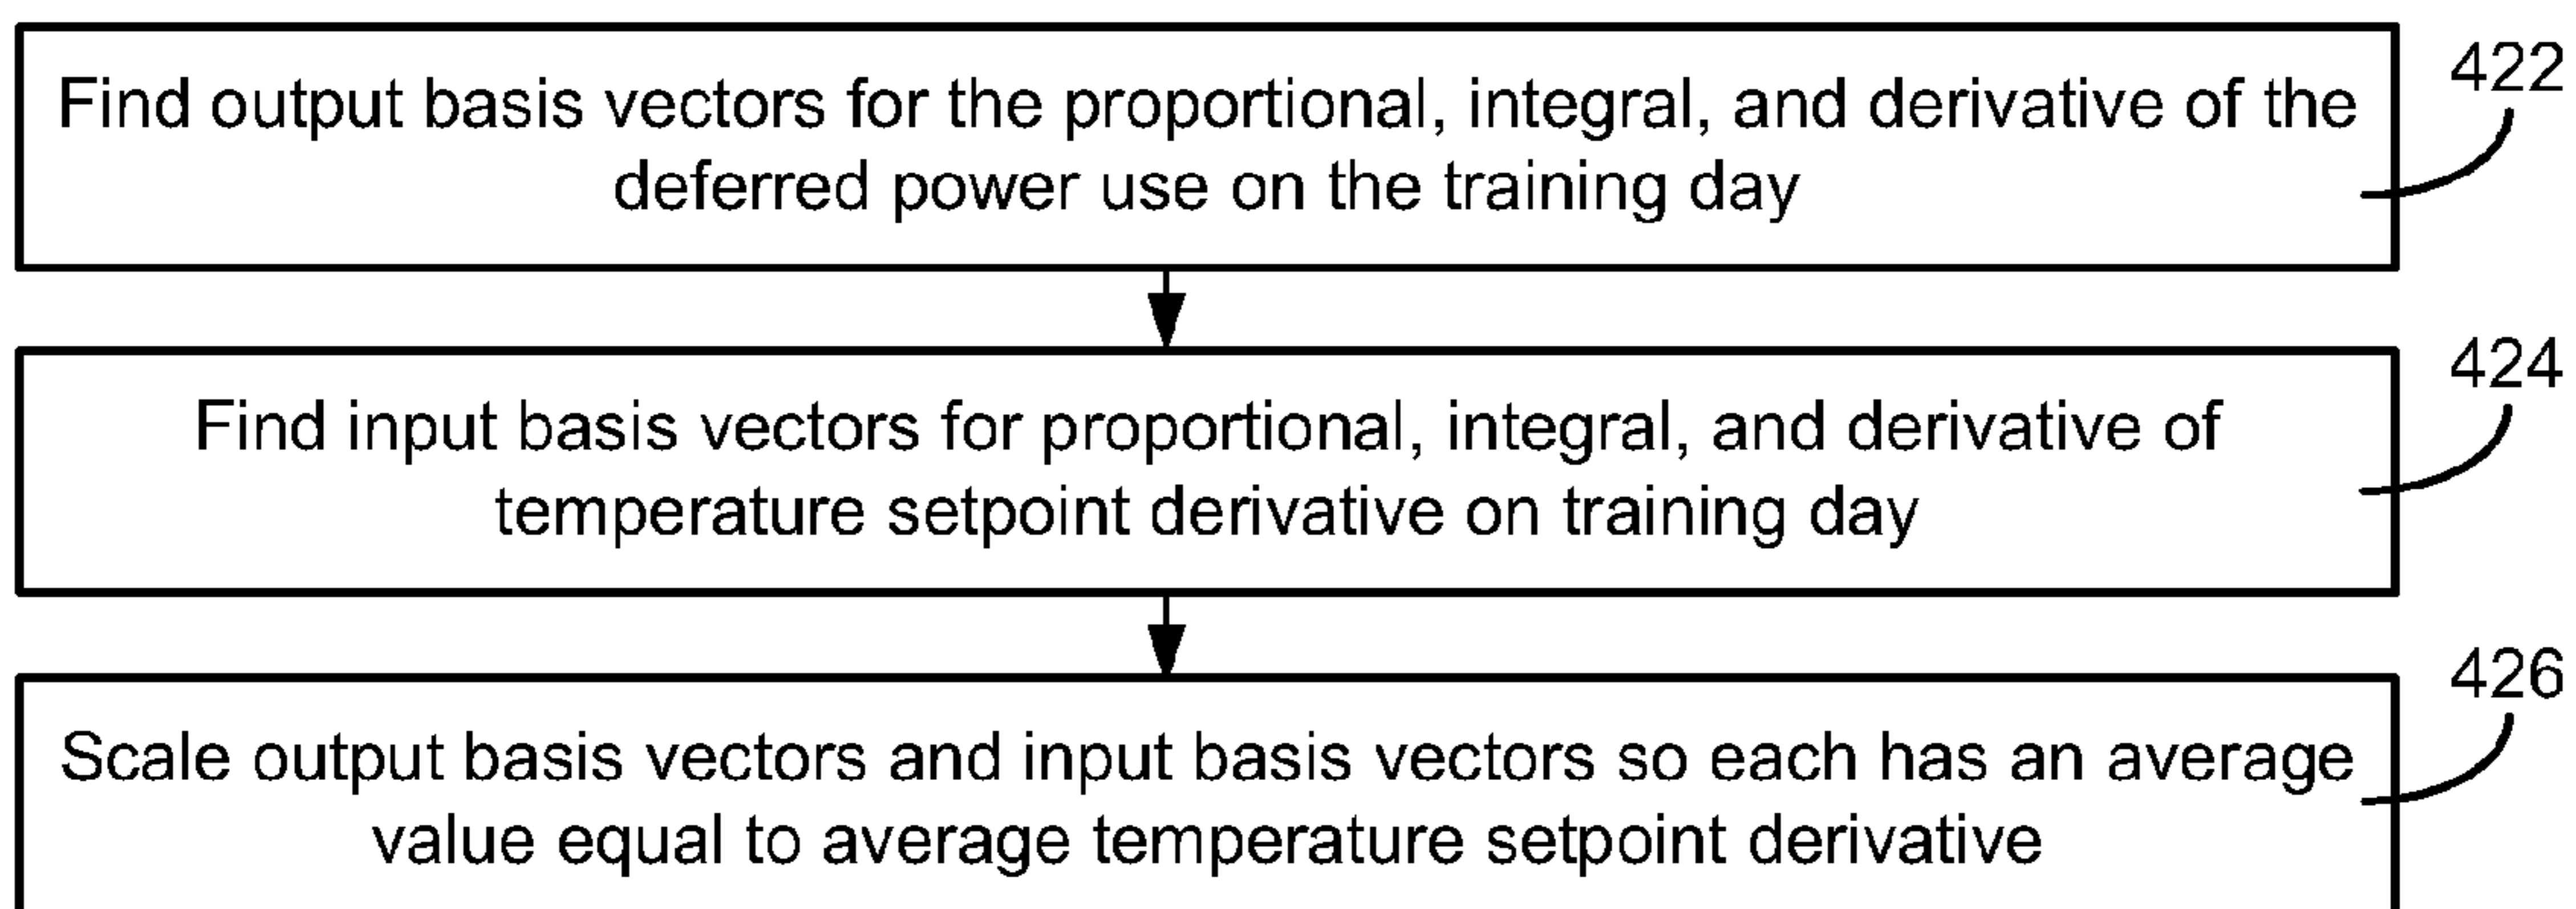 Find output basis vectors for the proportional, integral, and derivative of the
deferred power use on the training day
422
Find input basis vectors for proportional, integral, and derivative of
temperature setpoint derivative on training day
424
Scale output basis vectors and input basis vectors so each has an average
value equal to average temperature setpoint derivative
426